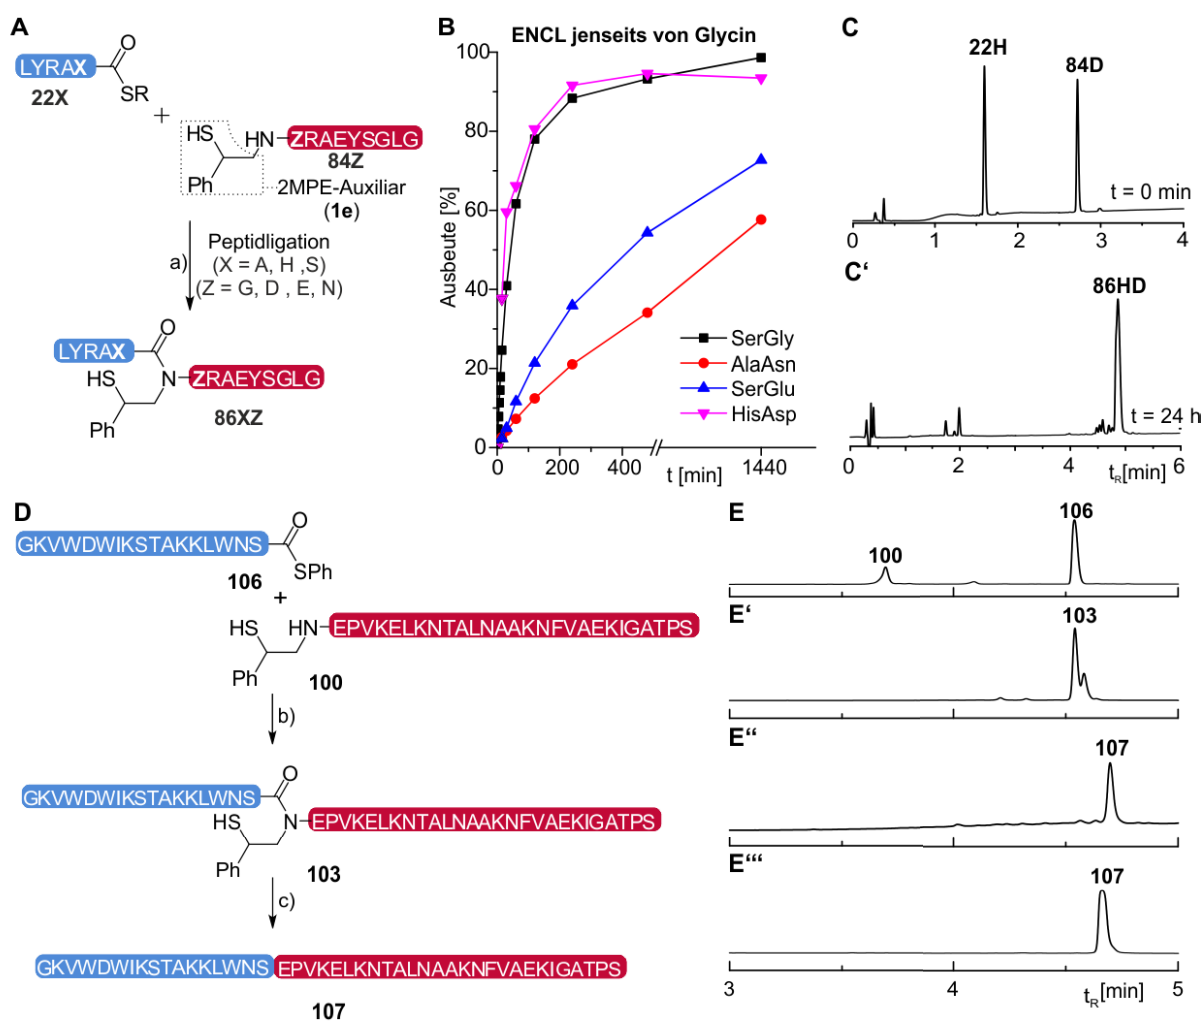 A
LYRAX
O
SR
22X
+
HS
HN
ZRAEYSGLG
84Z
Ph
2MPE-Auxiliar
(1e)
a)
Peptidligation
(X = A, H ,S)
(Z = G, D , E, N)
LYRAX
O
HS
N
ZRAEYSGLG
Ph
86XZ
B
ENCL jenseits von Glycin
Ausbeute [%]
100
80
60
40
20
0
SerGly
AlaAsn
SerGlu
HisAsp
0
200
400
1440
t [min]
C
22H
84D
t = 0 min
0
1
2
3
4
C‘
86HD
t = 24 h
0
2
4
6
tR[min]
D
GKVWDWIKSTAKKLWNS
O
SPh
106
+
HS
HN
EPVKELKNTALNAAKNFVAEKIGATPS
Ph
100
b)
GKVWDWIKSTAKKLWNS
O
HS
N
EPVKELKNTALNAAKNFVAEKIGATPS
Ph
103
c)
GKVWDWIKSTAKKLWNS
EPVKELKNTALNAAKNFVAEKIGATPS
107
E
100
106
E‘
103
E‘‘
107
E‘‘‘
107
3
4
5
tR[min]